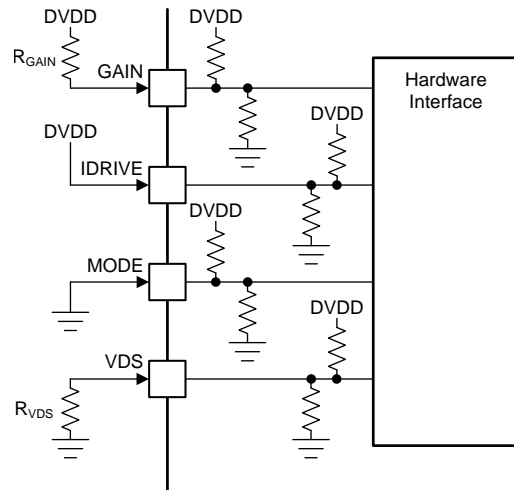 DVDD
DVDD
R_GAIN
GAIN
Hardware
Interface
DVDD
DVDD
IDRIVE
DVDD
MODE
DVDD
VDS
R_VDS